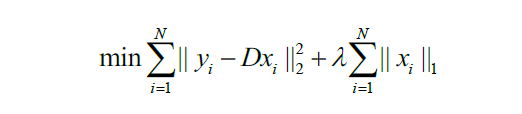 min ∑_{i=1}^{N} || y_i − Dx_i ||_2^2 + λ ∑_{i=1}^{N} || x_i ||_1